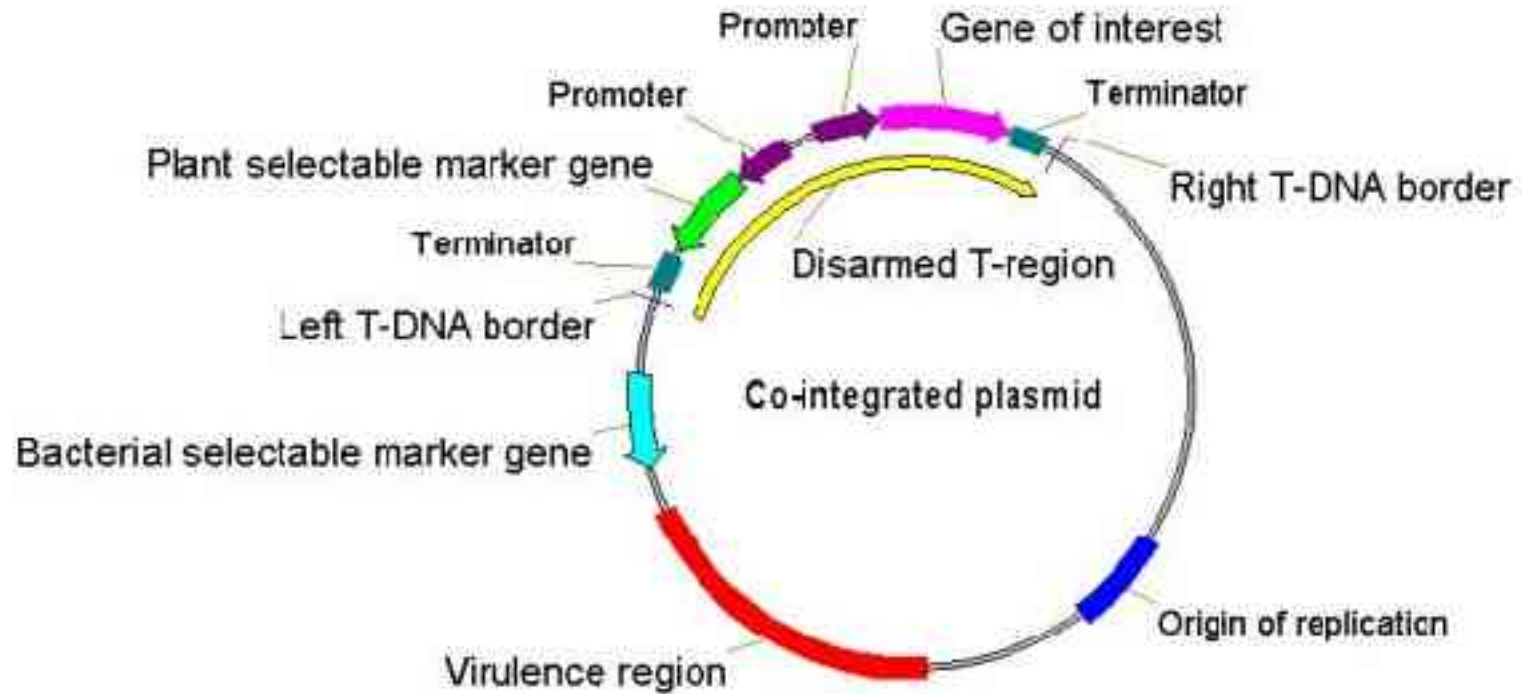 Promoter
Gene of interest
Promoter
Terminator
Plant selectable marker gene
Right T-DNA border
Terminator
Disarmed T-region
Left T-DNA border
Co-integrated plasmid
Bacterial selectable marker gene
Origin of replication
Virulence region